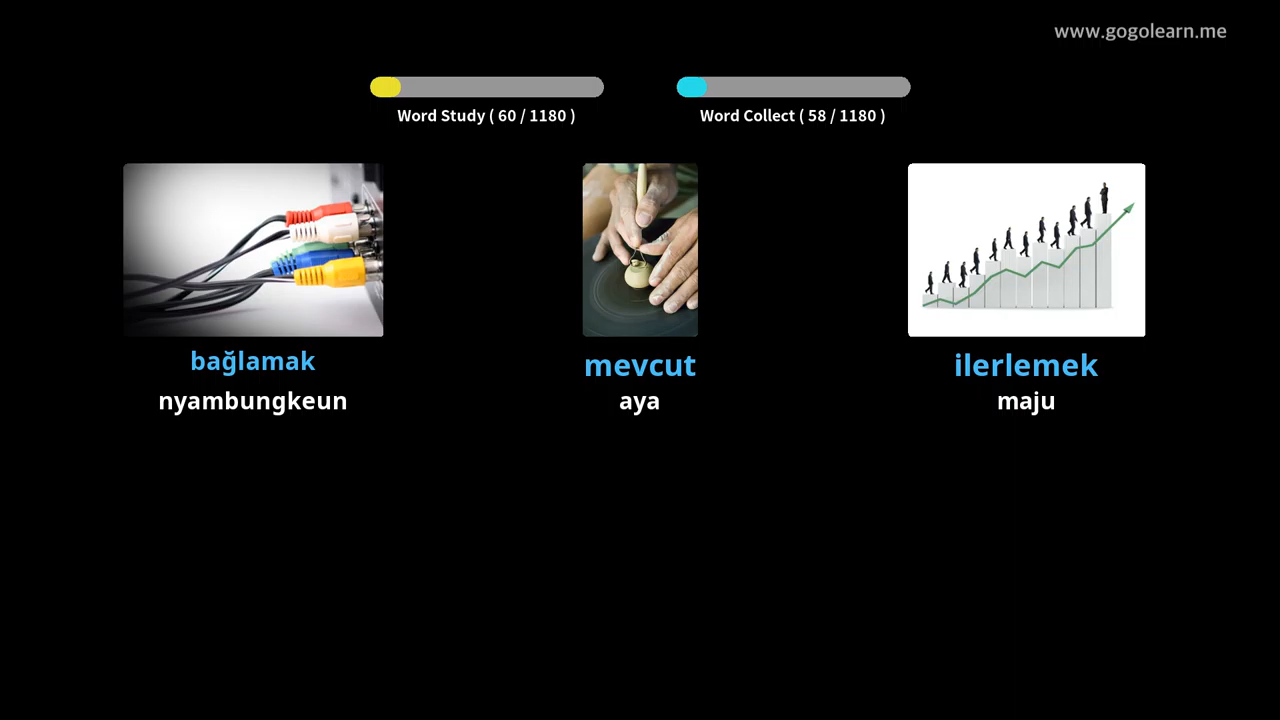 www.gogolearn.me
Word Study ( 60 / 1180 )
Word Collect ( 58 / 1180 )
bağlamak
nyambungkeun
mevcut
aya
ilerlemek
maju